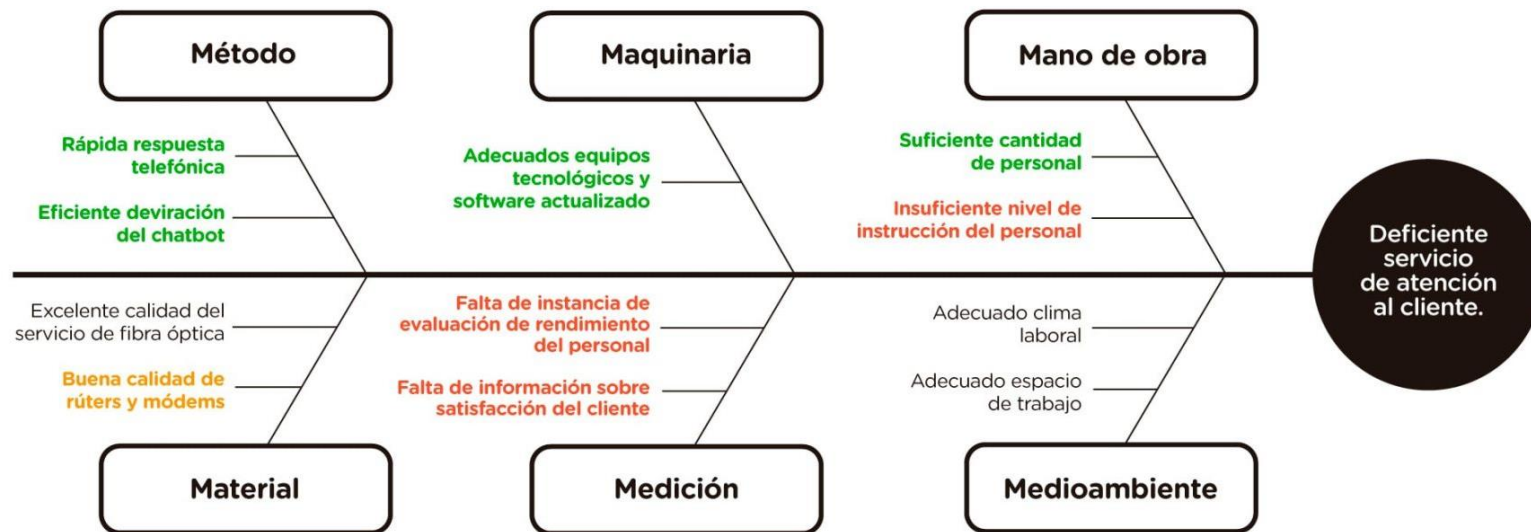 Método
Maquinaria
Mano de obra
Rápida respuesta
telefónica
Eficiente deviración
del chatbot
Adecuados equipos
tecnológicos y
software actualizado
Suficiente cantidad
de personal
Insuficiente nivel de
instrucción del personal
Deficiente
servicio
de atención
al cliente.
Excelente calidad del
servicio de fibra óptica
Buena calidad de
rúters y módems
Falta de instancia de
evaluación de rendimiento
del personal
Falta de información sobre
satisfacción del cliente
Adecuado clima
laboral
Adecuado espacio
de trabajo
Material
Medición
Medioambiente